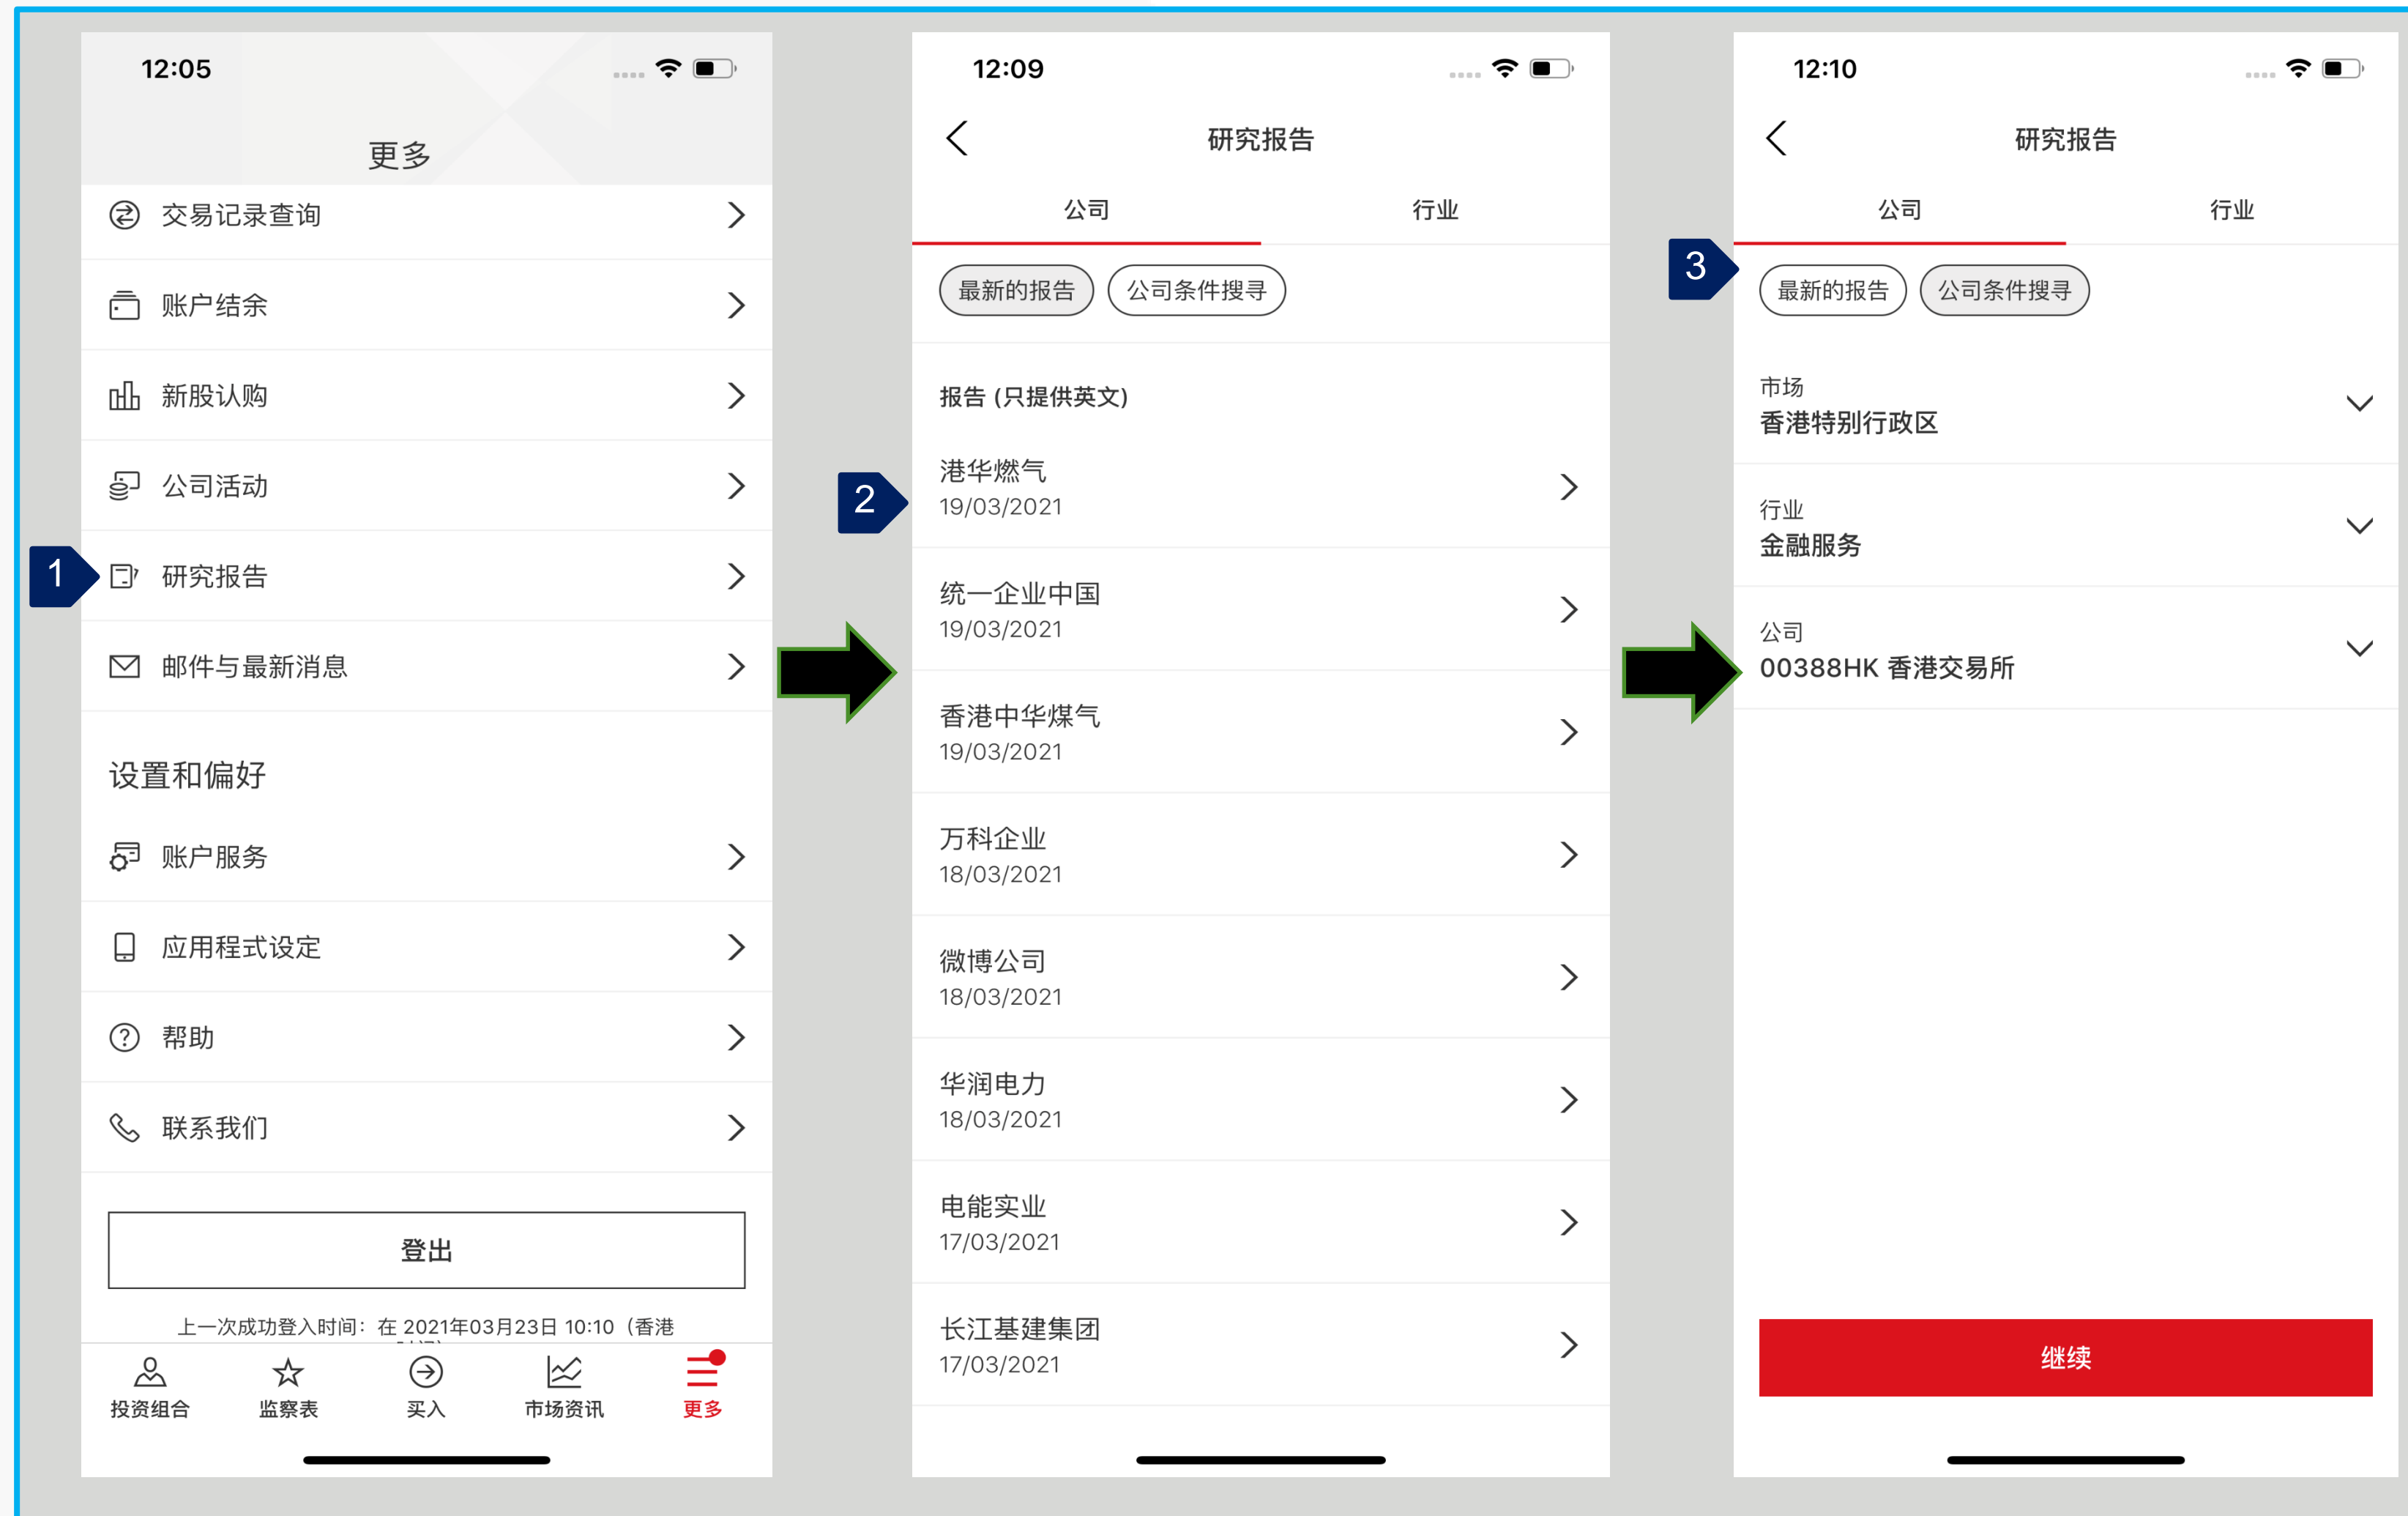 12:05
更多
交易记录查询
账户结余
新股认购
公司活动
1
研究报告
邮件与最新消息
设置和偏好
账户服务
应用程式设定
帮助
联系我们
登出
上一次成功登入时间：在 2021年03月23日 10:10（香港
投资组合
监察表
买入
市场资讯
更多
12:09
研究报告
公司
行业
最新的报告
公司条件搜寻
报告 (只提供英文)
2
港华燃气
19/03/2021
统一企业中国
19/03/2021
香港中华煤气
19/03/2021
万科企业
18/03/2021
微博公司
18/03/2021
华润电力
18/03/2021
电能实业
17/03/2021
长江基建集团
17/03/2021
12:10
研究报告
公司
行业
3
最新的报告
公司条件搜寻
市场
香港特别行政区
行业
金融服务
公司
00388HK 香港交易所
继续